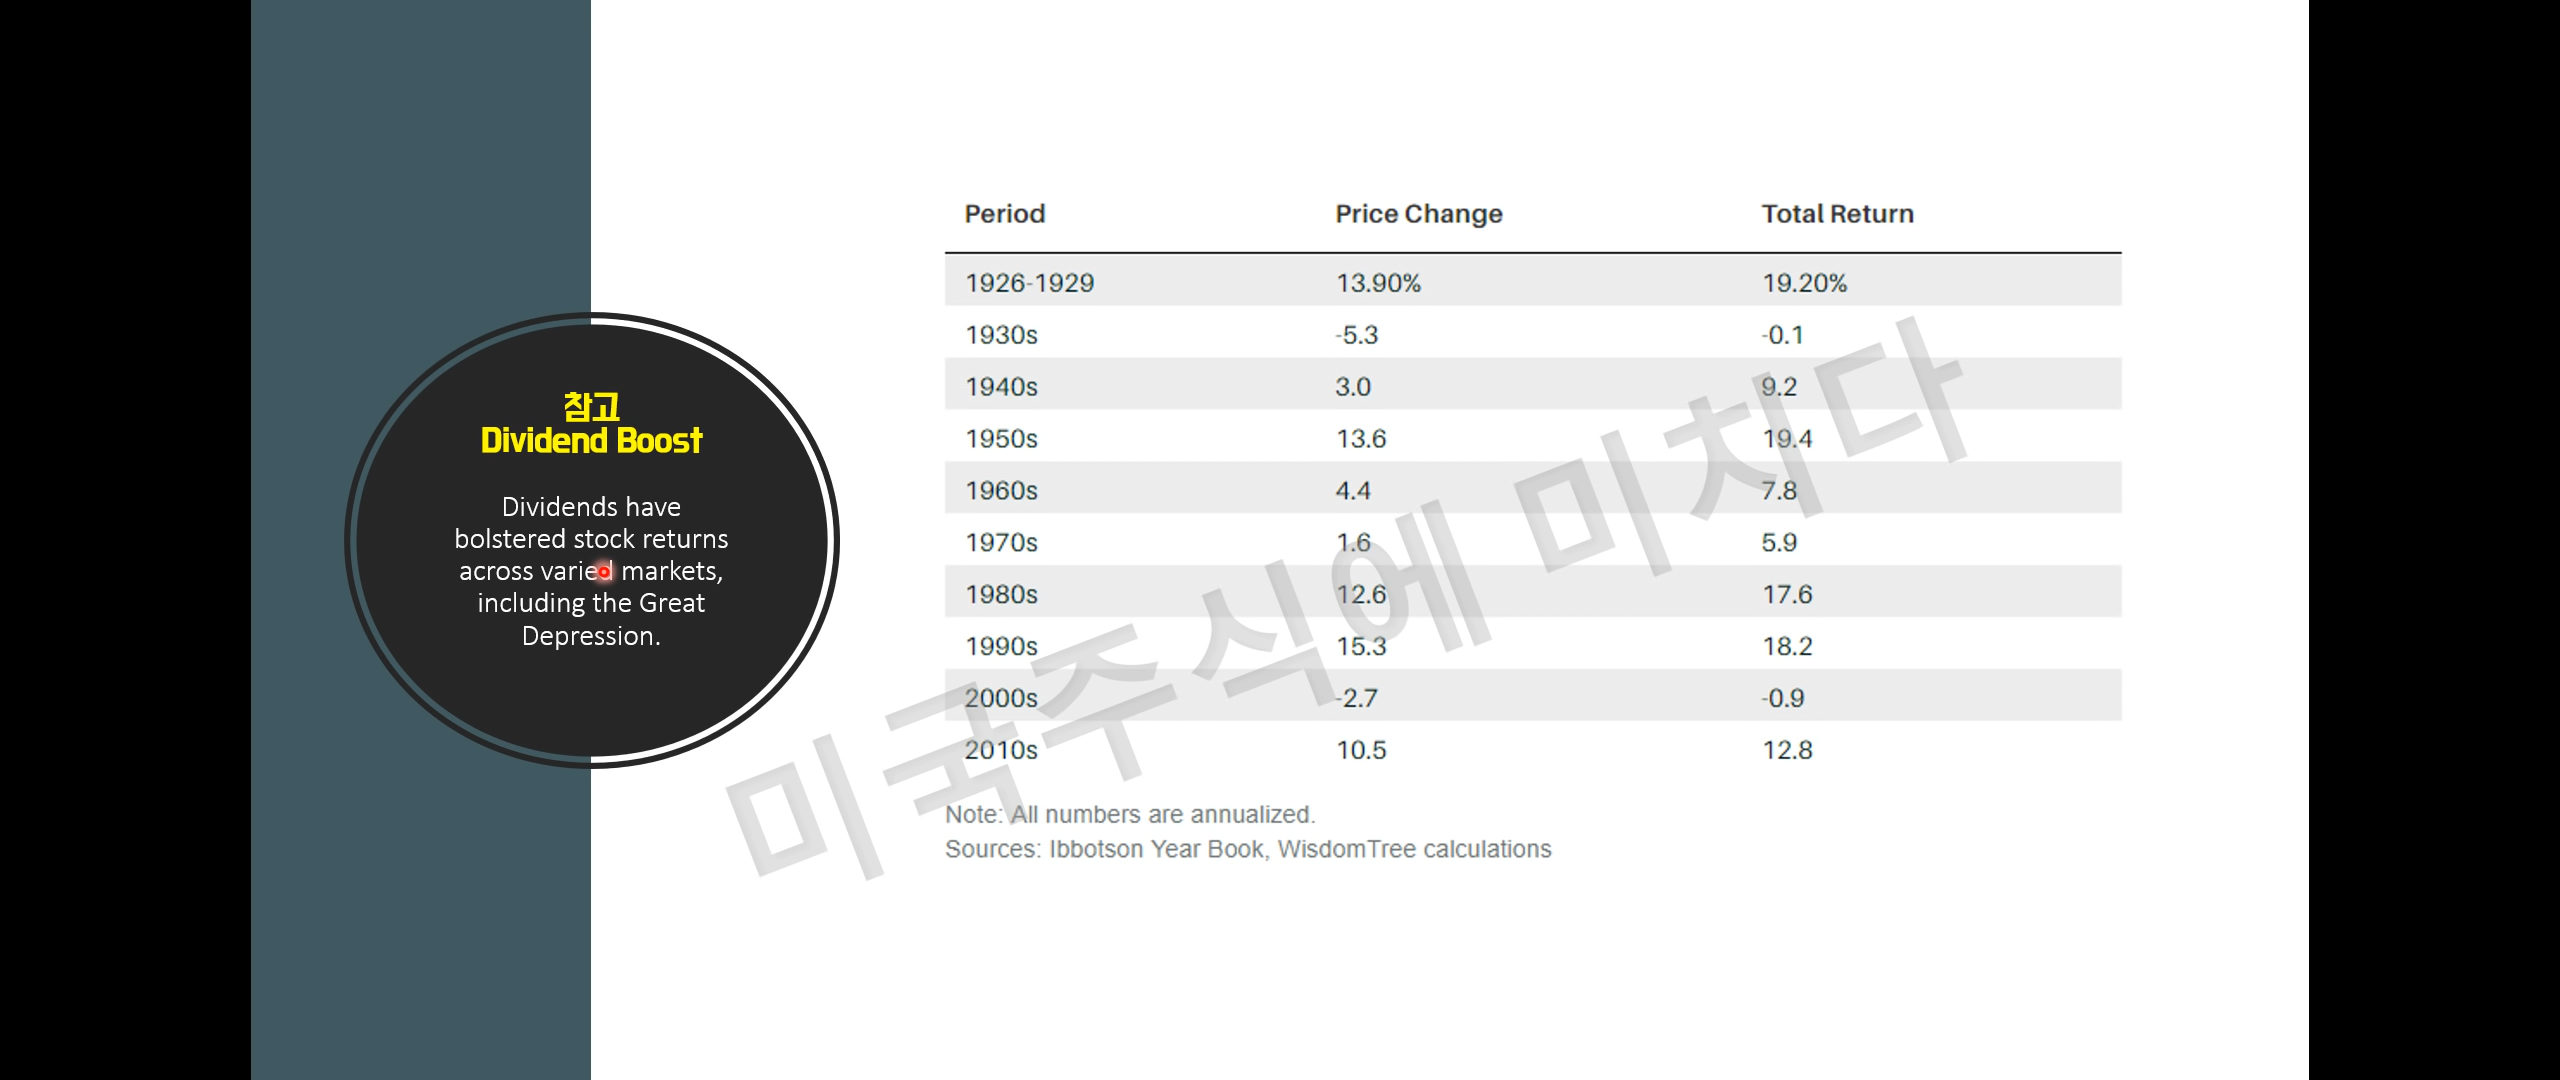 참고
Dividend Boost
Dividends have
bolstered stock returns
across varied markets,
including the Great
Depression.
Period Price Change Total Return
1926-1929 13.90% 19.20%
1930s -5.3 -0.1
1940s 3.0 9.2
1950s 13.6 19.4
1960s 4.4 7.8
1970s 1.6 5.9
1980s 12.6 17.6
1990s 15.3 18.2
2000s -2.7 -0.9
2010s 10.5 12.8
Note: All numbers are annualized.
Sources: Ibbotson Year Book, WisdomTree calculations
미국주식에 미치다